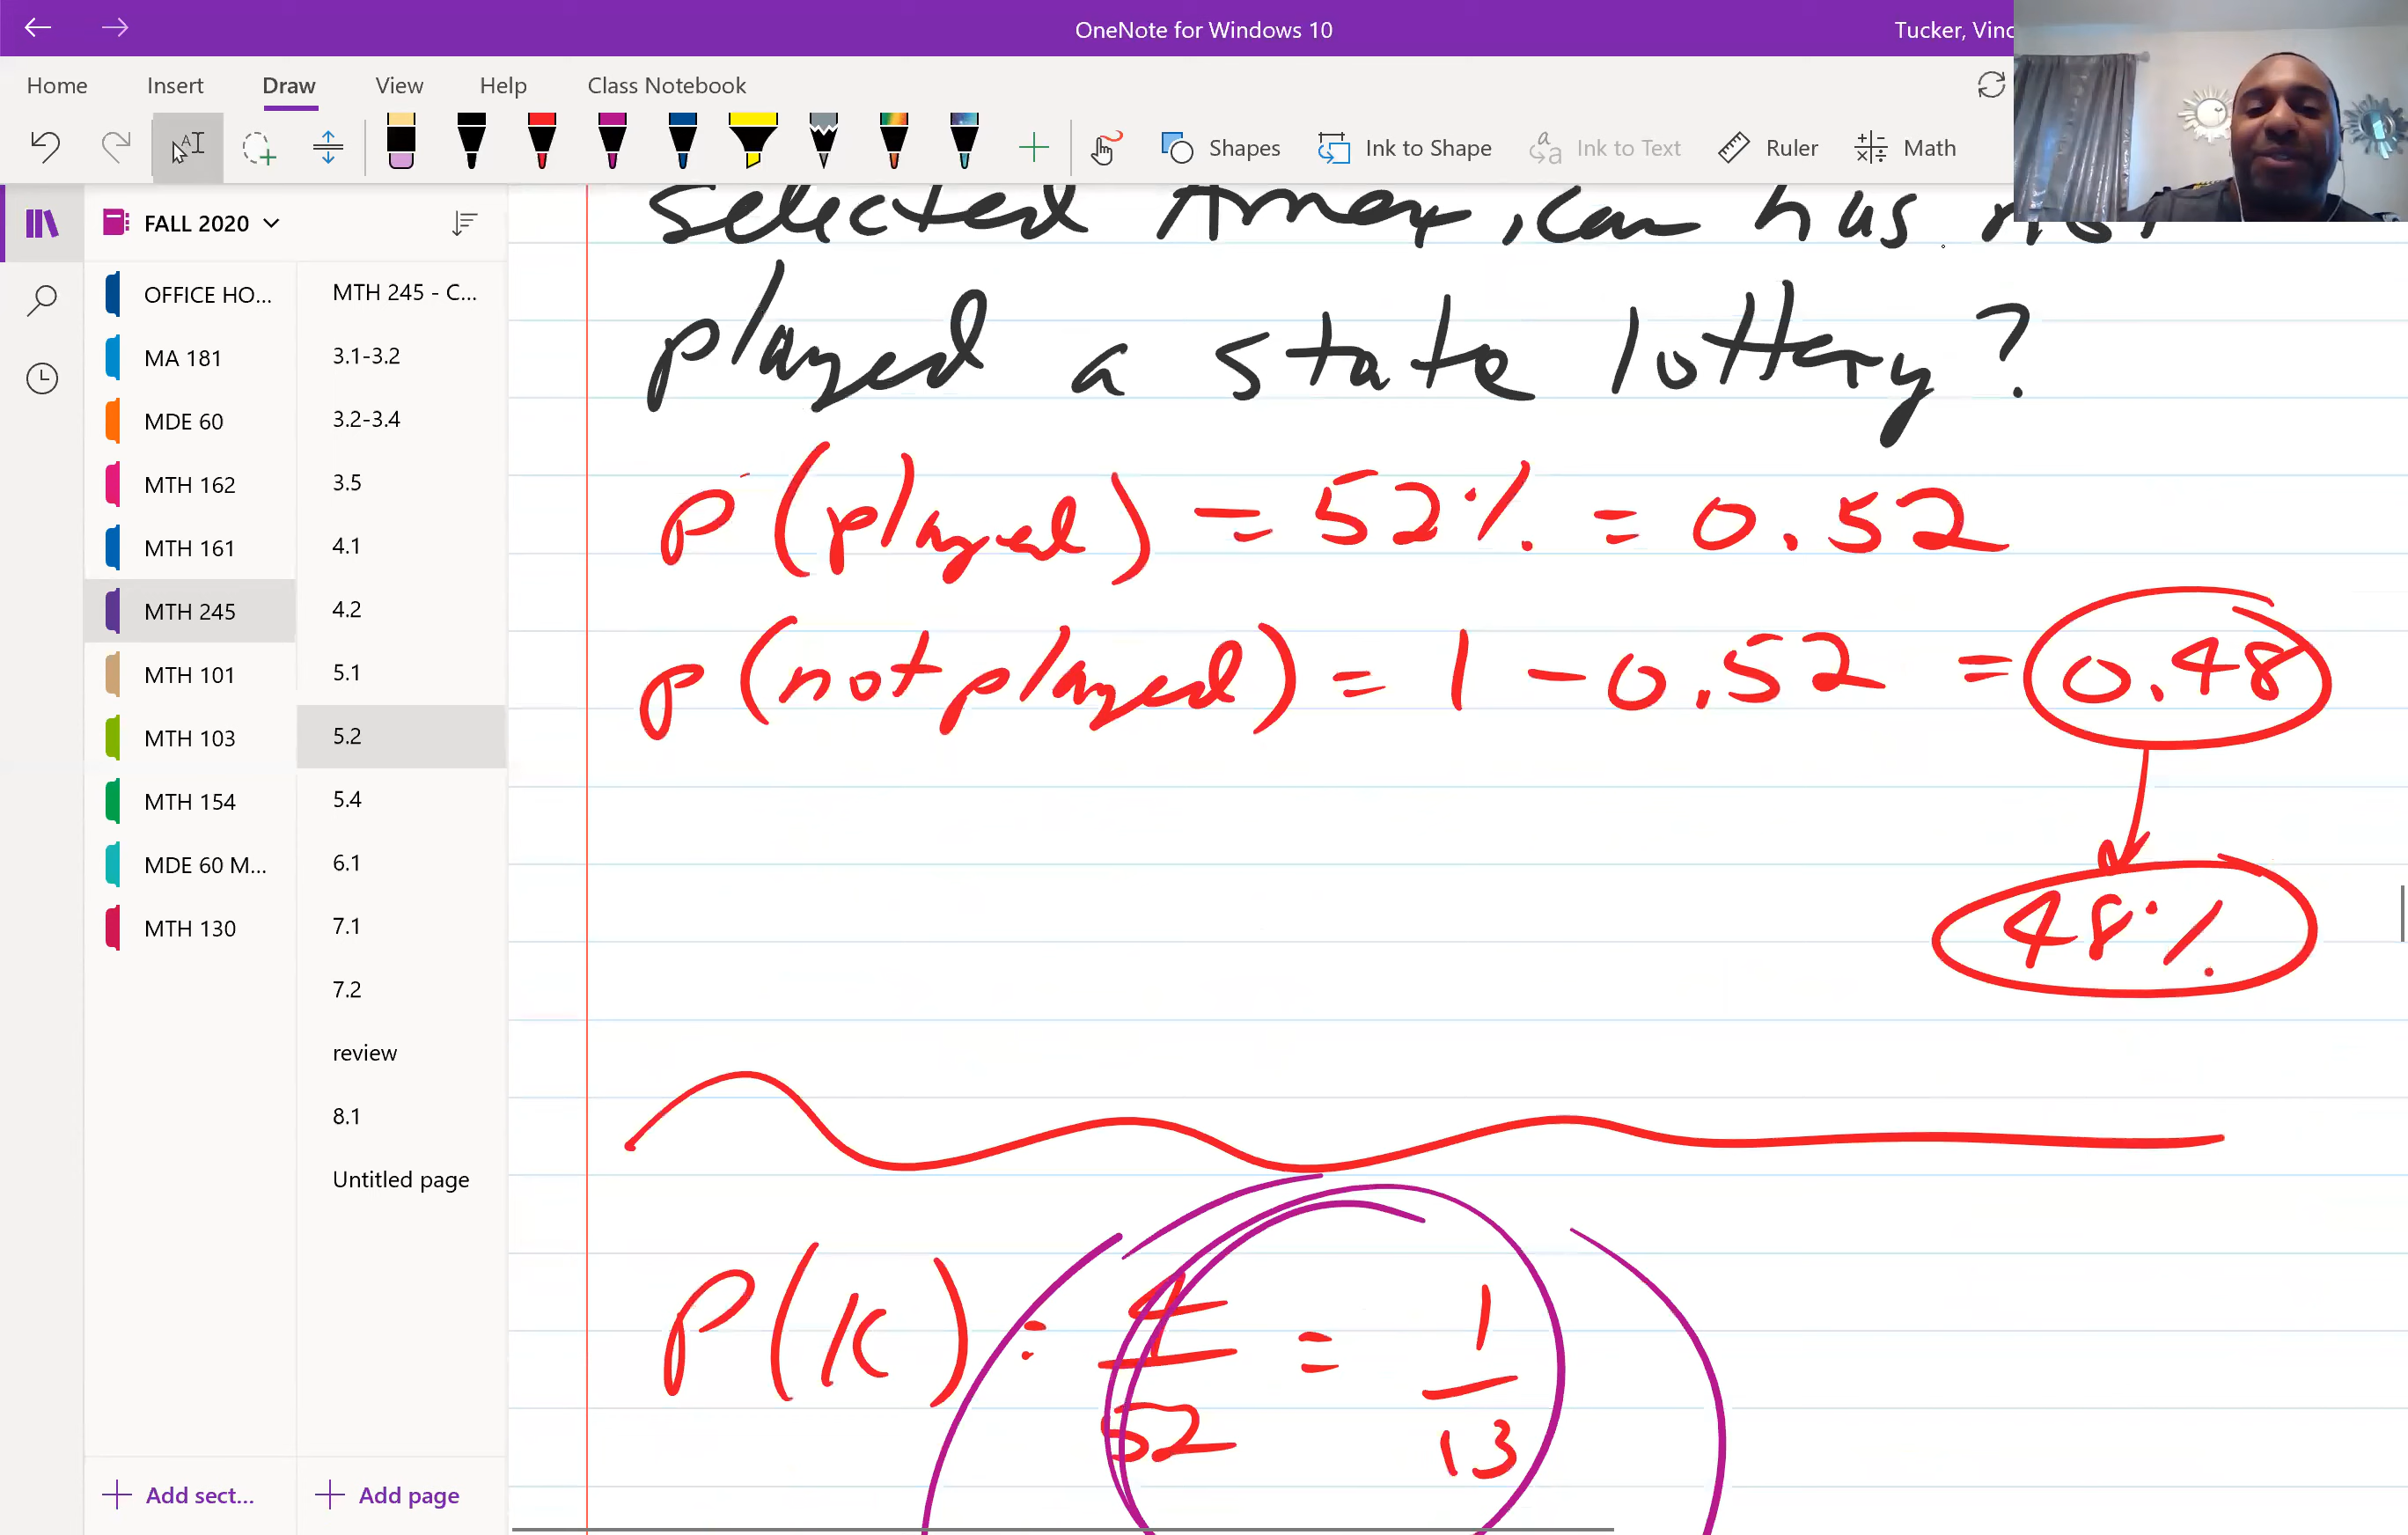 OneNote for Windows 10
Tucker, Vinc
Home Insert Draw View Help Class Notebook
Shapes Ink to Shape Ink to Text Ruler Math
FALL 2020
OFFICE HO...
MA 181
MDE 60
MTH 162
MTH 161
MTH 245
MTH 101
MTH 103
MTH 154
MDE 60 M...
MTH 130
Add sect...
MTH 245 - C...
3.1-3.2
3.2-3.4
3.5
4.1
4.2
5.1
5.2
5.4
6.1
7.1
7.2
review
8.1
Untitled page
Add page
selected American has not
played a state lottery?
P(played) = 52% = 0.52
P(not played) = 1 - 0.52 = 0.48
48%
P(K) = 4/52 = 1/13